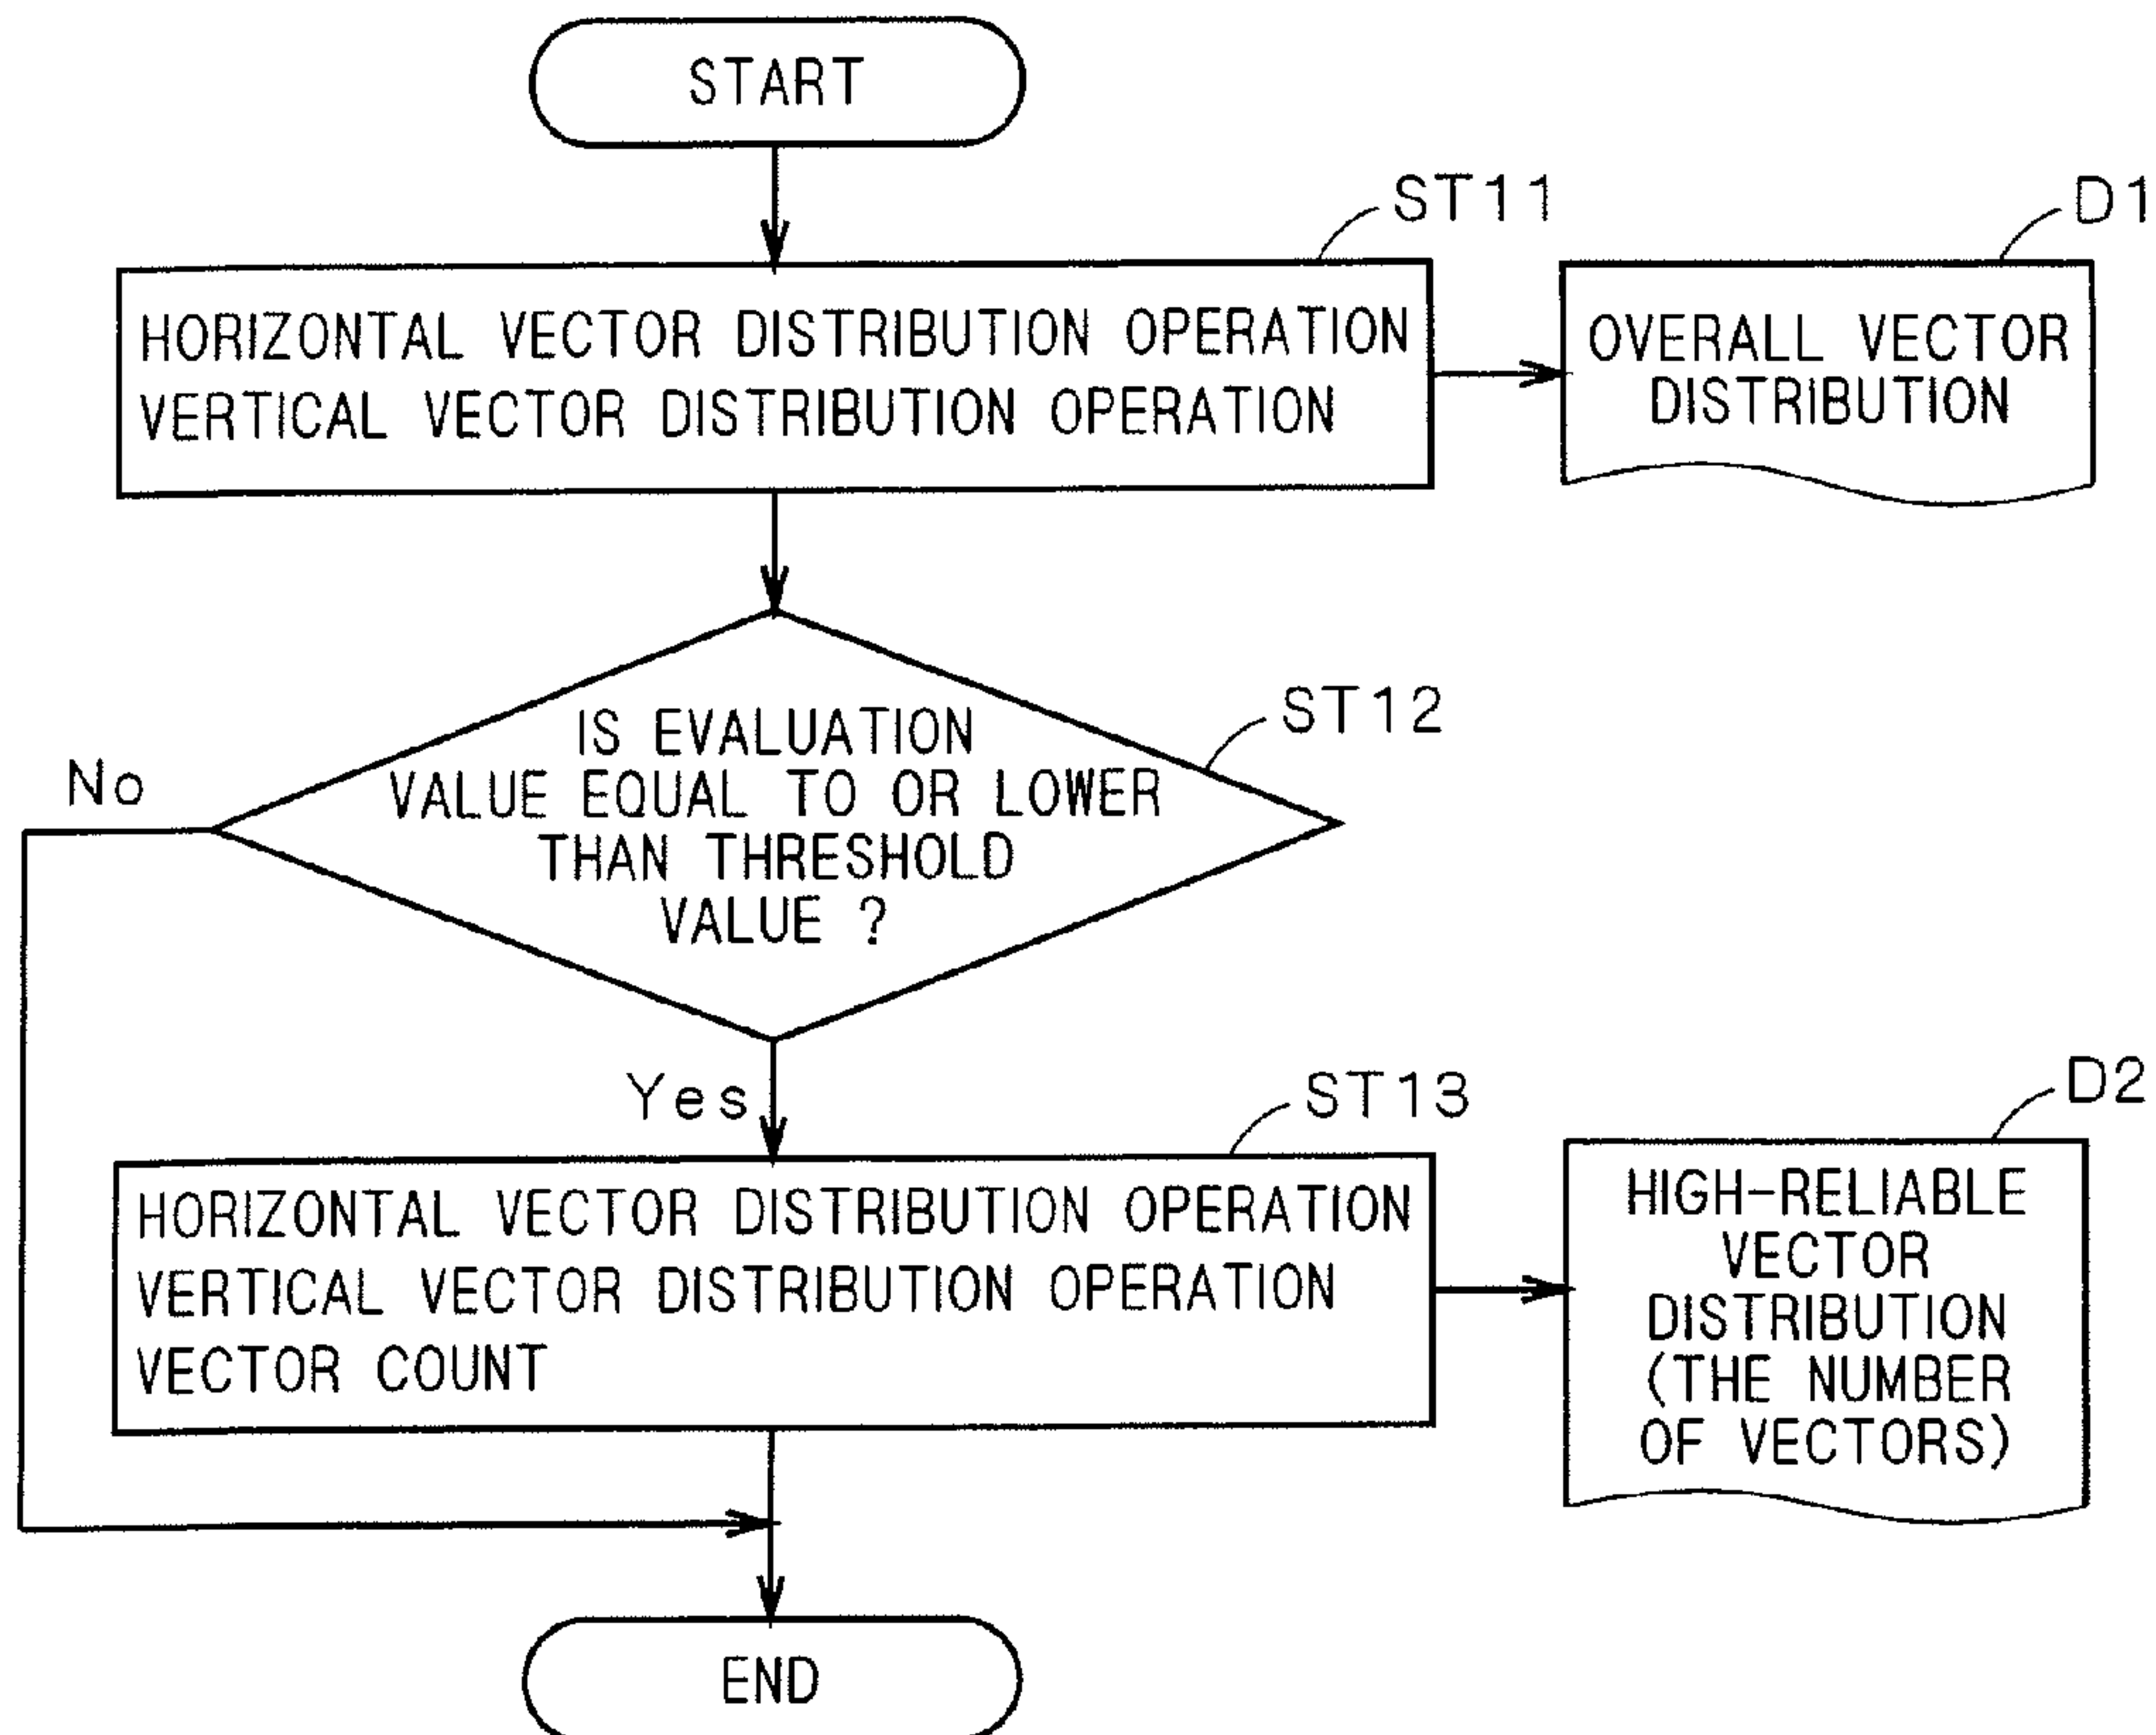 START
ST11
D1
HORIZONTAL VECTOR DISTRIBUTION OPERATION
VERTICAL VECTOR DISTRIBUTION OPERATION
OVERALL VECTOR
DISTRIBUTION
ST12
IS EVALUATION
VALUE EQUAL TO OR LOWER
THAN THRESHOLD
VALUE ?
No
Yes
ST13
D2
HORIZONTAL VECTOR DISTRIBUTION OPERATION
VERTICAL VECTOR DISTRIBUTION OPERATION
VECTOR COUNT
HIGH-RELIABLE
VECTOR
DISTRIBUTION
(THE NUMBER
OF VECTORS)
END